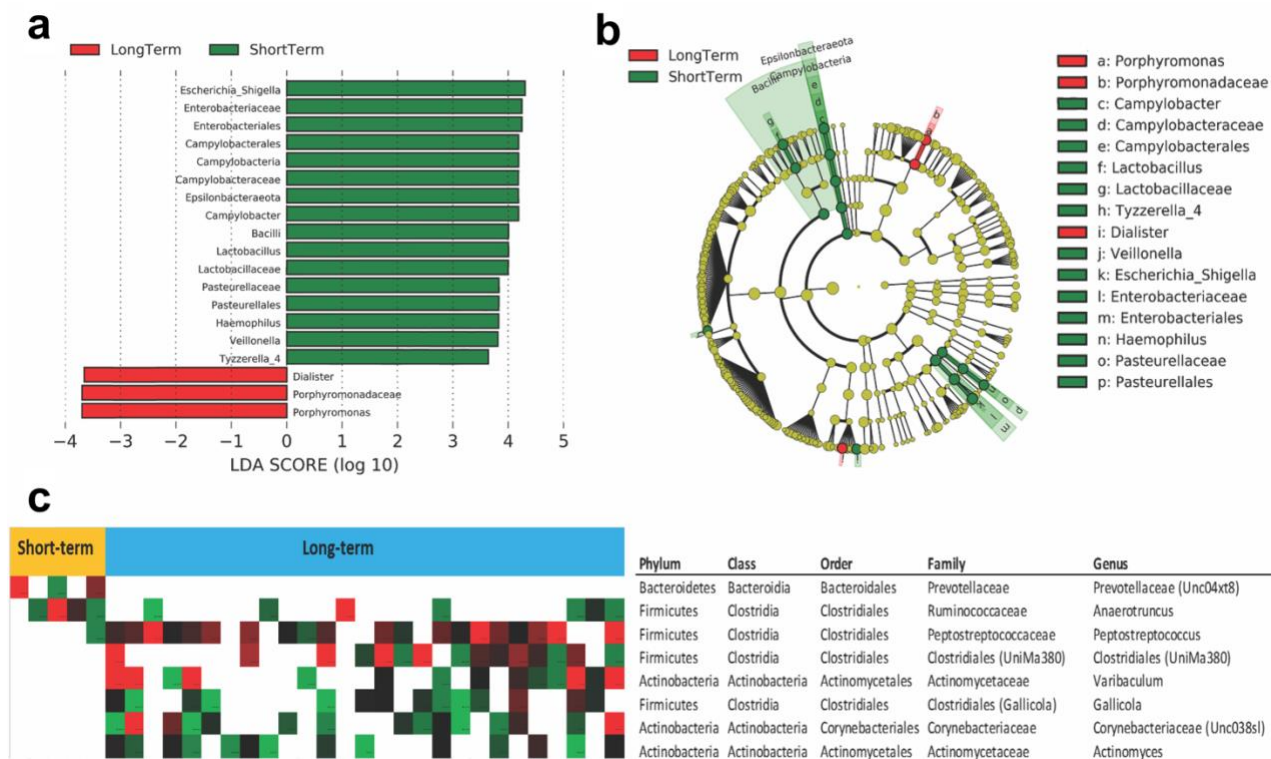 a
LongTerm ShortTerm
Escherichia_Shigella
Enterobacteriaceae
Enterobacteriales
Campylobacterales
Campylobacteria
Campylobacteraceae
Epsilonbacteraeota
Campylobacter
Bacilli
Lactobacillus
Lactobacillaceae
Pasteurellaceae
Pasteurellales
Haemophilus
Veillonella
Tyzzerella_4
Dialister
Porphyromonadaceae
Porphyromonas
−4 −3 −2 −1 0 1 2 3 4 5
LDA SCORE (log 10)
b
LongTerm
ShortTerm
Epsilonbacteraeota
Campylobacteria
Bacilli
e
d
c
g
b
a
p
o
n
m
l
k
a: Porphyromonas
b: Porphyromonadaceae
c: Campylobacter
d: Campylobacteraceae
e: Campylobacterales
f: Lactobacillus
g: Lactobacillaceae
h: Tyzzerella_4
i: Dialister
j: Veillonella
k: Escherichia_Shigella
l: Enterobacteriaceae
m: Enterobacteriales
n: Haemophilus
o: Pasteurellaceae
p: Pasteurellales
c
Short-term Long-term
Phylum Class Order Family Genus
Bacteroidetes Bacteroidia Bacteroidales Prevotellaceae Prevotellaceae (Unc04xt8)
Firmicutes Clostridia Clostridiales Ruminococcaceae Anaerotruncus
Firmicutes Clostridia Clostridiales Peptostreptococcaceae Peptostreptococcus
Firmicutes Clostridia Clostridiales Clostridiales (UniMa380) Clostridiales (UniMa380)
Actinobacteria Actinobacteria Actinomycetales Actinomycetaceae Varibaculum
Firmicutes Clostridia Clostridiales Clostridiales (Gallicola) Gallicola
Actinobacteria Actinobacteria Corynebacteriales Corynebacteriaceae Corynebacteriaceae (Unc038sl)
Actinobacteria Actinobacteria Actinomycetales Actinomycetaceae Actinomyces